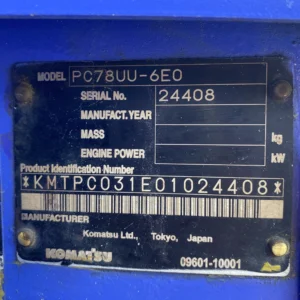 MODEL PC78UU-6E0
SERIAL No. 24408
MANUFACT. YEAR
MASS kg
ENGINE POWER kW
Product Identification Number
*KMTPC031E01024408*
MANUFACTURER
Komatsu Ltd., Tokyo, Japan
KOMATSU 09601-10001